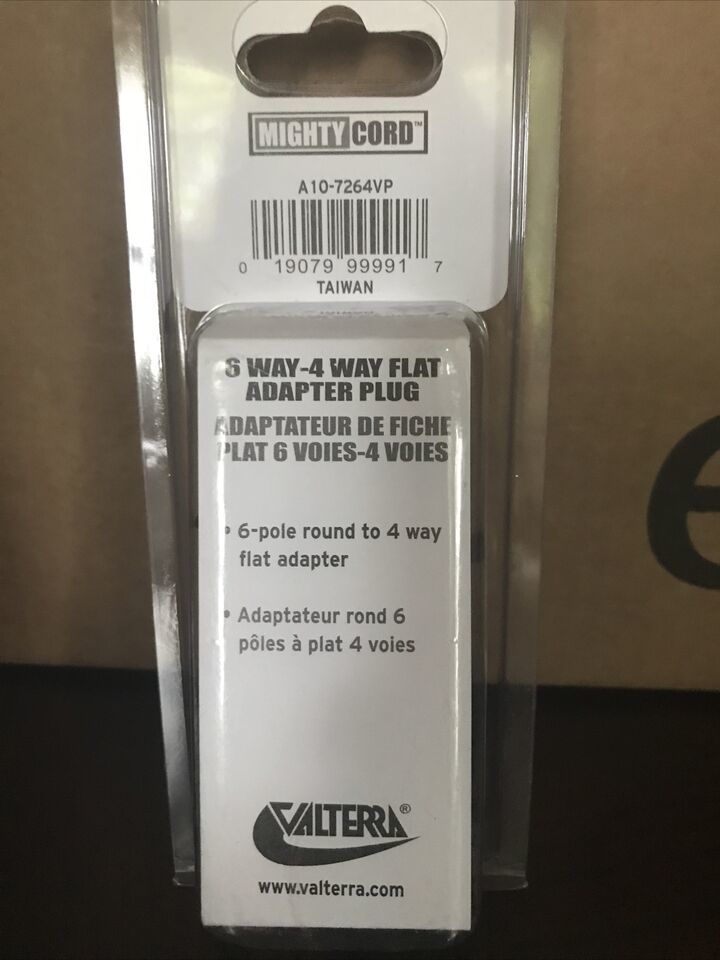 MIGHTY CORD™
A10-7264VP
0 19079 99991 7
TAIWAN
6 WAY-4 WAY FLAT
ADAPTER PLUG
ADAPTATEUR DE FICHE
PLAT 6 VOIES-4 VOIES
• 6-pole round to 4 way
flat adapter
• Adaptateur rond 6
pôles à plat 4 voies
VALTERRA®
www.valterra.com
e